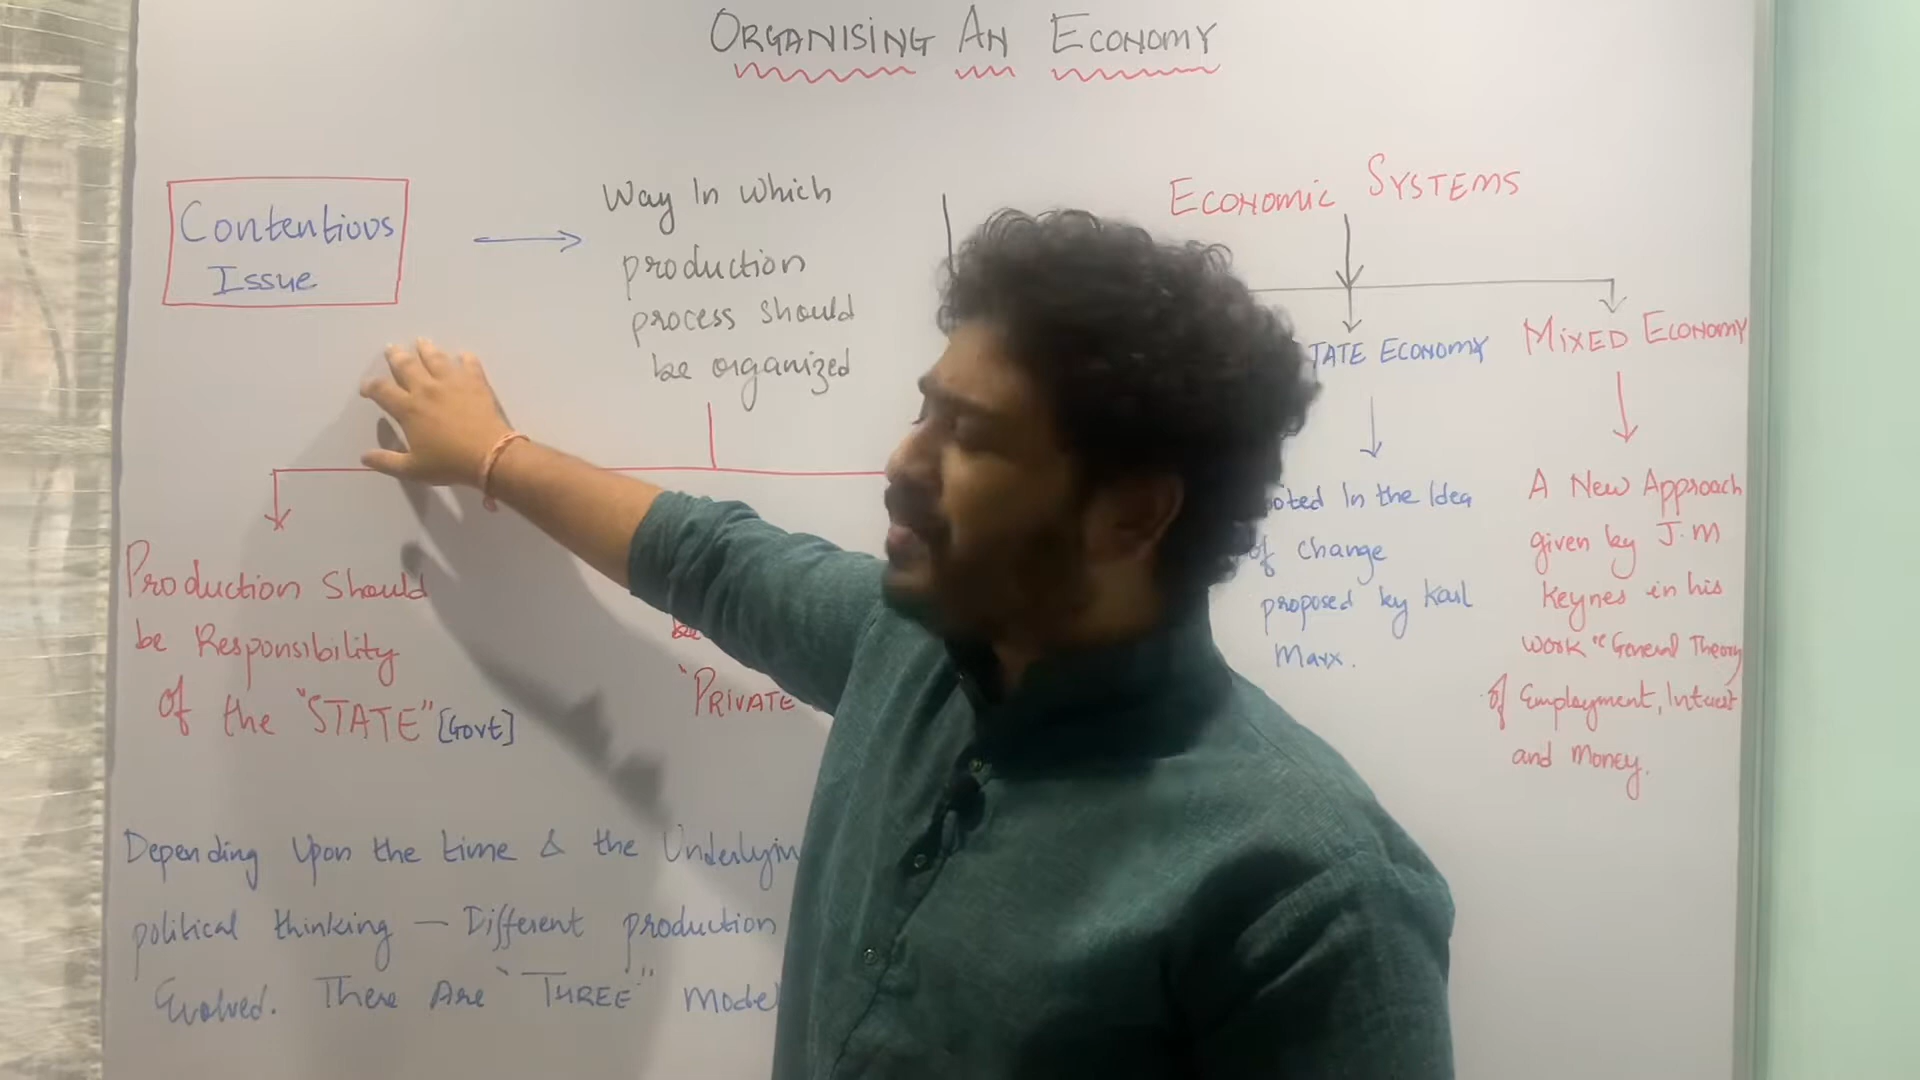 ORGANISING AN ECONOMY
Contentious
Issue
Way In which
production
process should
be organized
Production Should
be Responsibility
of the "STATE" [Govt]
be
"PRIVATE
Depending Upon the time & the Underlyin
political thinking — Different production
Evolved. There Are "THREE" Model
ECONOMIC SYSTEMS
TATE ECONOMY
oted In the Idea
of change
proposed by Karl
Marx.
MIXED ECONOMY
A New Approach
given by J.M
Keynes in his
work "General Theory
of Employment, Interest
and Money.